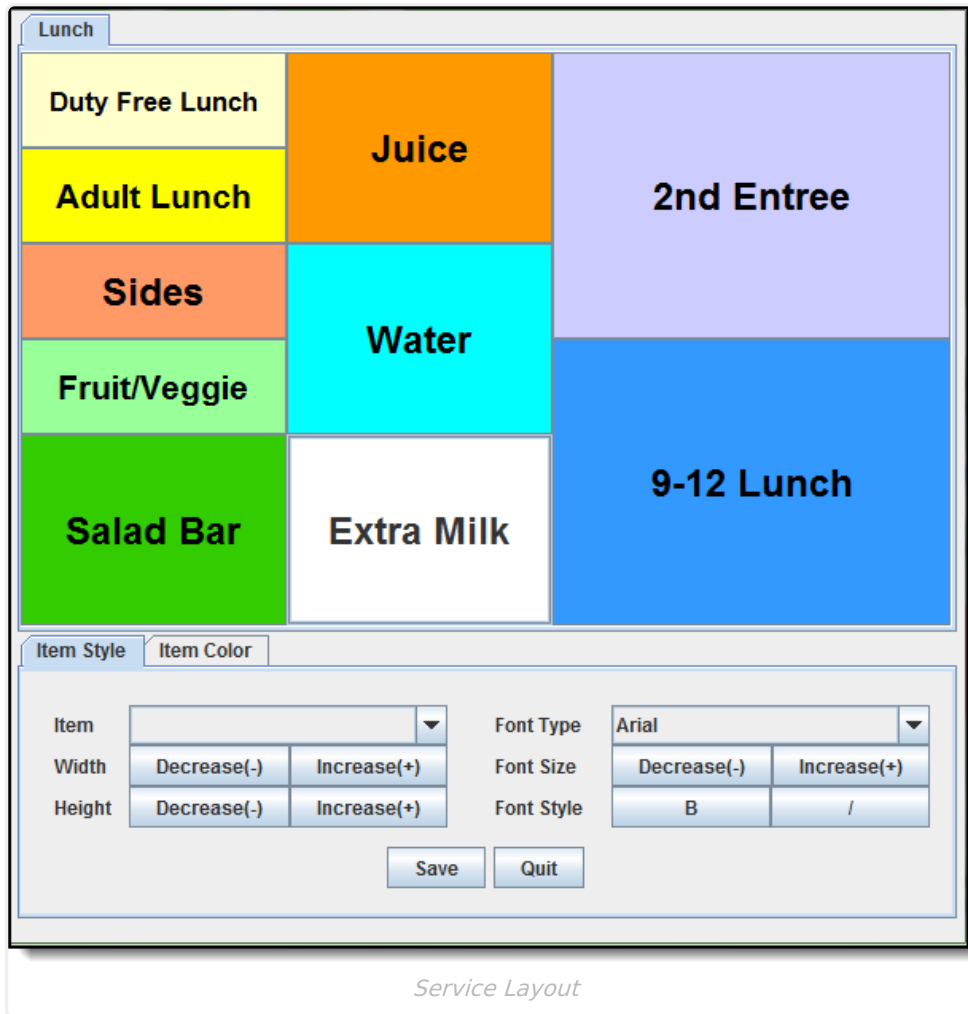 Lunch
Duty Free Lunch
Adult Lunch
Sides
Fruit/Veggie
Salad Bar
Juice
Water
Extra Milk
2nd Entree
9-12 Lunch
Item Style Item Color
Item Font Type Arial
Width Decrease(-) Increase(+) Font Size Decrease(-) Increase(+)
Height Decrease(-) Increase(+) Font Style B /
Save Quit
Service Layout